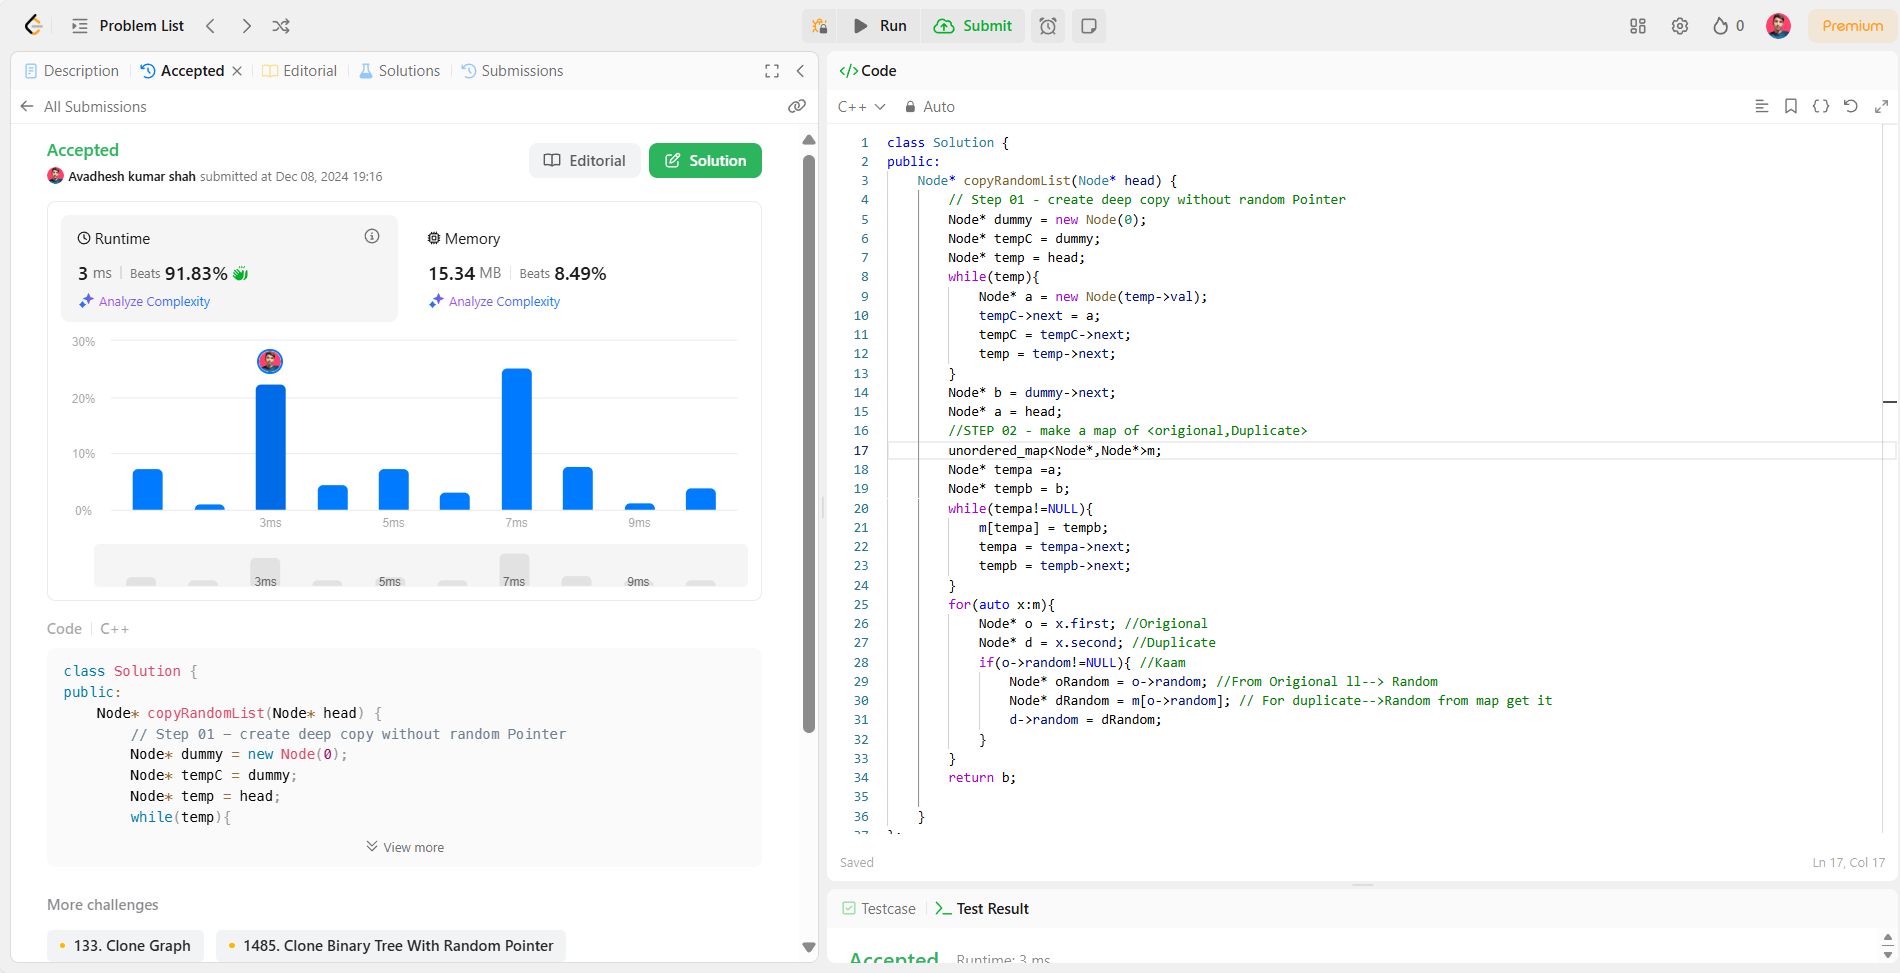 Problem List
Run
Submit
0
Premium
Description
Accepted
Editorial
Solutions
Submissions
All Submissions
Accepted
Avadhesh kumar shah submitted at Dec 08, 2024 19:16
Editorial
Solution
Runtime
3 ms | Beats 91.83%
Analyze Complexity
Memory
15.34 MB | Beats 8.49%
Analyze Complexity
30%
20%
10%
0%
3ms 5ms 7ms 9ms
3ms 5ms 7ms 9ms
Code | C++
class Solution {
public:
    Node* copyRandomList(Node* head) {
        // Step 01 - create deep copy without random Pointer
        Node* dummy = new Node(0);
        Node* tempC = dummy;
        Node* temp = head;
        while(temp){
View more
More challenges
133. Clone Graph
1485. Clone Binary Tree With Random Pointer
</> Code
C++
Auto
1 class Solution {
2 public:
3     Node* copyRandomList(Node* head) {
4         // Step 01 - create deep copy without random Pointer
5         Node* dummy = new Node(0);
6         Node* tempC = dummy;
7         Node* temp = head;
8         while(temp){
9             Node* a = new Node(temp->val);
10             tempC->next = a;
11             tempC = tempC->next;
12             temp = temp->next;
13         }
14         Node* b = dummy->next;
15         Node* a = head;
16         //STEP 02 - make a map of <origional,Duplicate>
17         unordered_map<Node*,Node*>m;
18         Node* tempa =a;
19         Node* tempb = b;
20         while(tempa!=NULL){
21             m[tempa] = tempb;
22             tempa = tempa->next;
23             tempb = tempb->next;
24         }
25         for(auto x:m){
26             Node* o = x.first; //Origional
27             Node* d = x.second; //Duplicate
28             if(o->random!=NULL){ //Kaam
29                 Node* oRandom = o->random; //From Origional ll--> Random
30                 Node* dRandom = m[o->random]; // For duplicate-->Random from map get it
31                 d->random = dRandom;
32             }
33         }
34         return b;
35
36     }
37 };
Saved
Ln 17, Col 17
Testcase
Test Result
Accepted Runtime: 3 ms